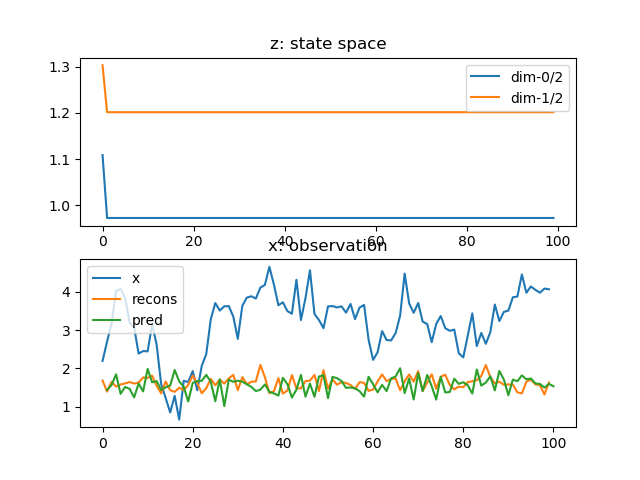 z: state space
1.3
1.2
1.1
1.0
dim-0/2
dim-1/2
0 20 40 60 80 100
x: observation
4
3
2
1
x
recons
pred
0 20 40 60 80 100